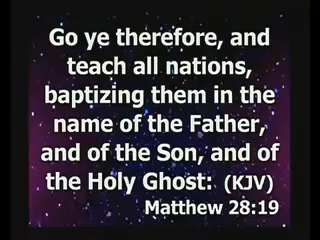 Go ye therefore, and
teach all nations,
baptizing them in the
name of the Father,
and of the Son, and of
the Holy Ghost: (KJV)
Matthew 28:19